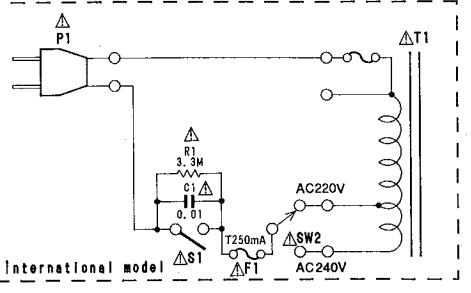 ⚠
P1
⚠T1
⚠
R1
3.3M
C1 ⚠
0.01
⚠S1
T250mA
⚠F1
AC220V
⚠SW2
AC240V
international model